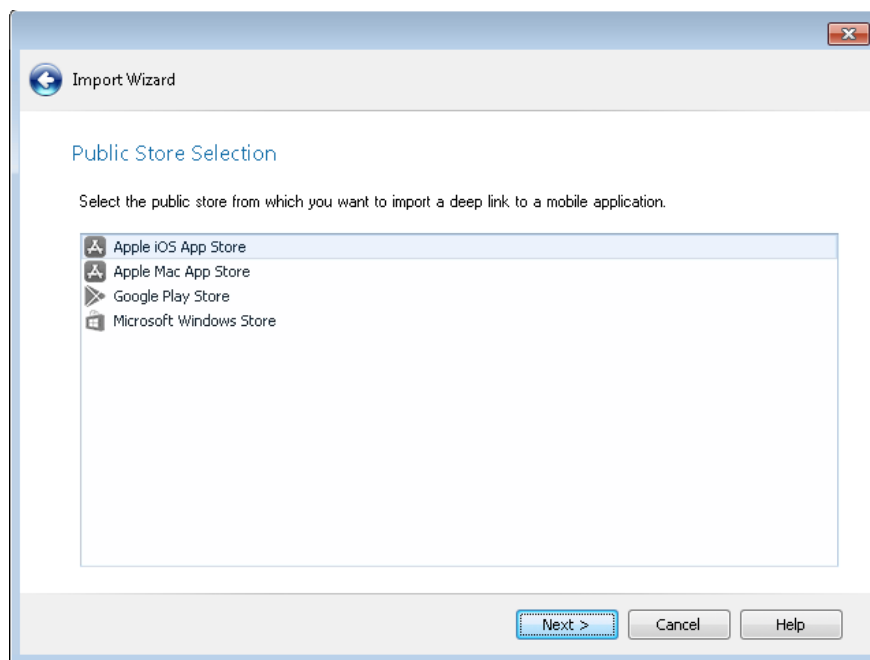 Import Wizard
Public Store Selection
Select the public store from which you want to import a deep link to a mobile application.
Apple iOS App Store
Apple Mac App Store
Google Play Store
Microsoft Windows Store
Next >
Cancel
Help